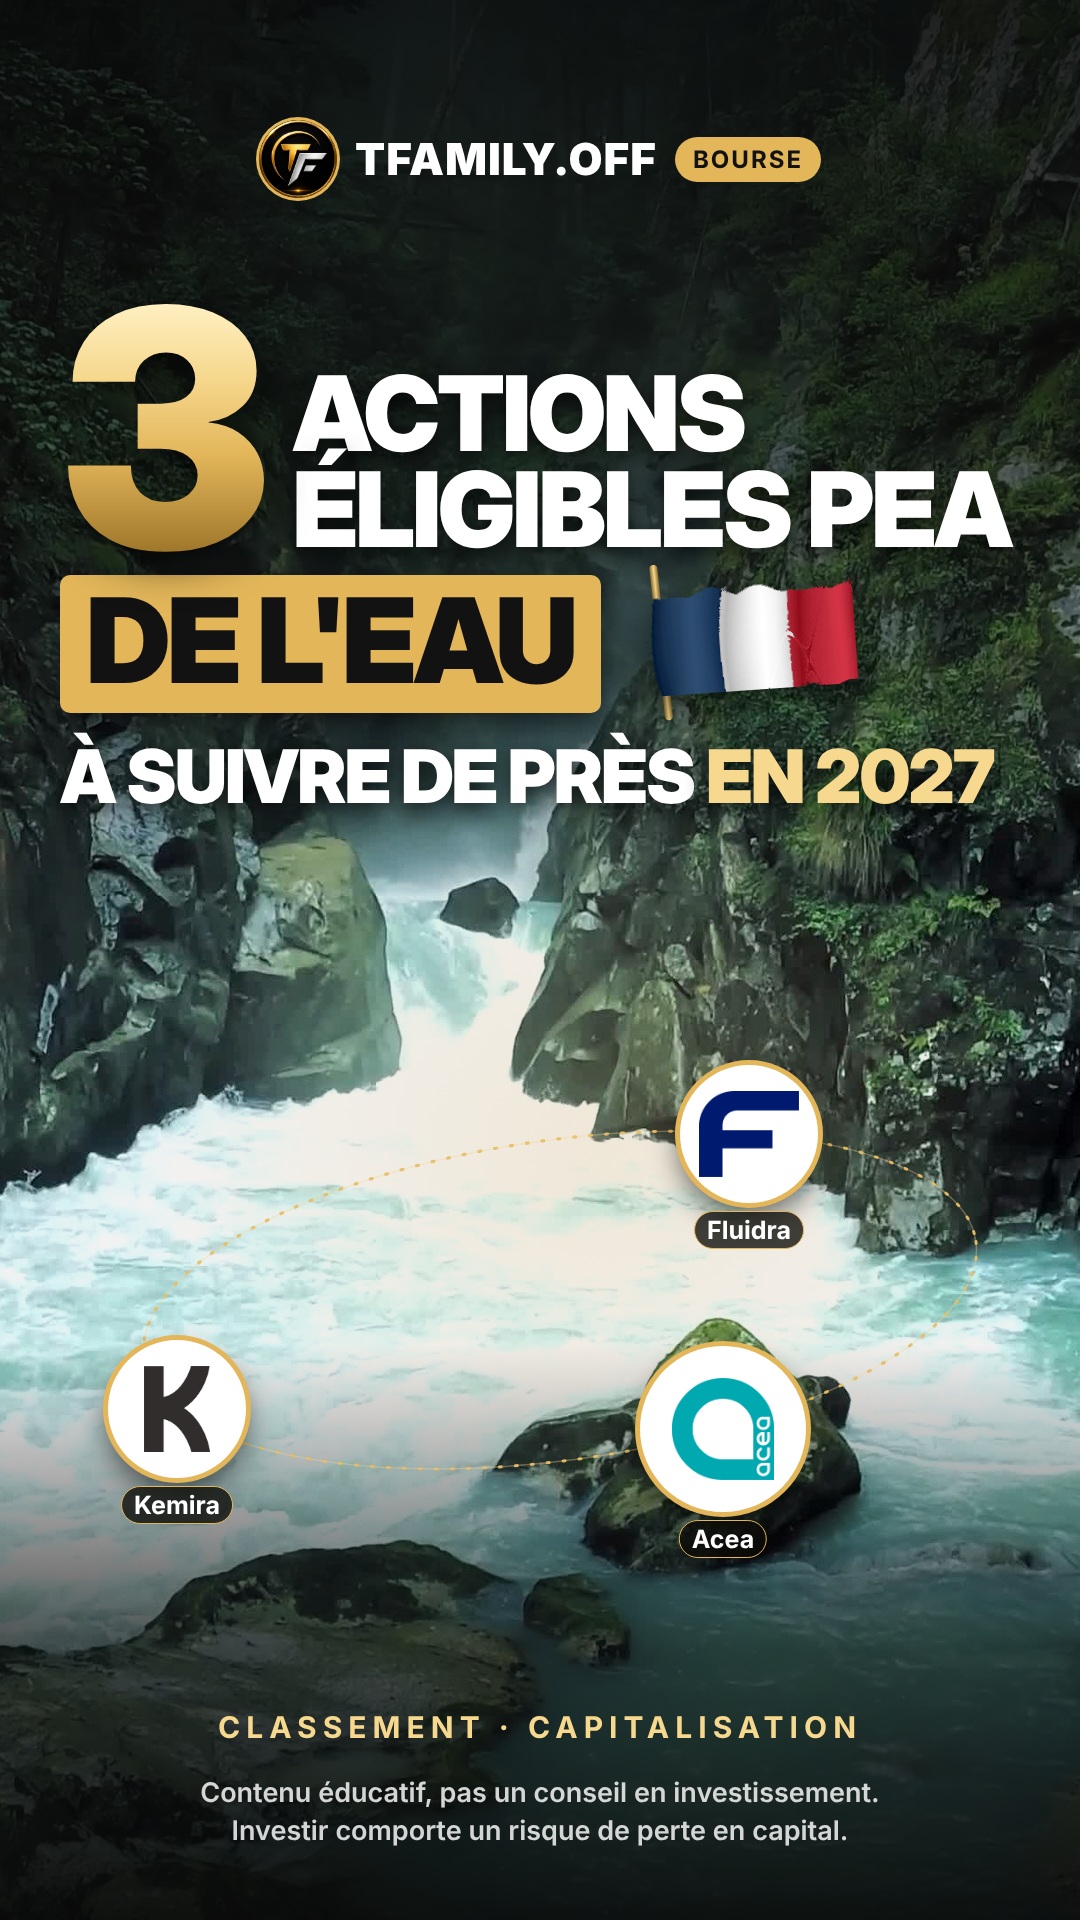 TF
TFAMILY.OFF BOURSE
3 ACTIONS
ÉLIGIBLES PEA
DE L'EAU
À SUIVRE DE PRÈS EN 2027
F
Fluidra
K
Kemira
acea
Acea
CLASSEMENT · CAPITALISATION
Contenu éducatif, pas un conseil en investissement.
Investir comporte un risque de perte en capital.